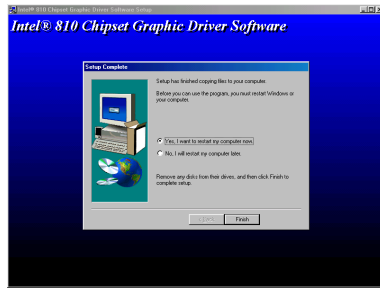 Intel® 810 Chipset Graphic Driver Software Setup
Intel® 810 Chipset Graphic Driver Software
Setup Complete
Setup has finished copying files to your computer.
Before you can use the program, you must restart Windows or
your computer.
Yes, I want to restart my computer now.
No, I will restart my computer later.
Remove any disks from their drives, and then click Finish to
complete setup.
< Back
Finish